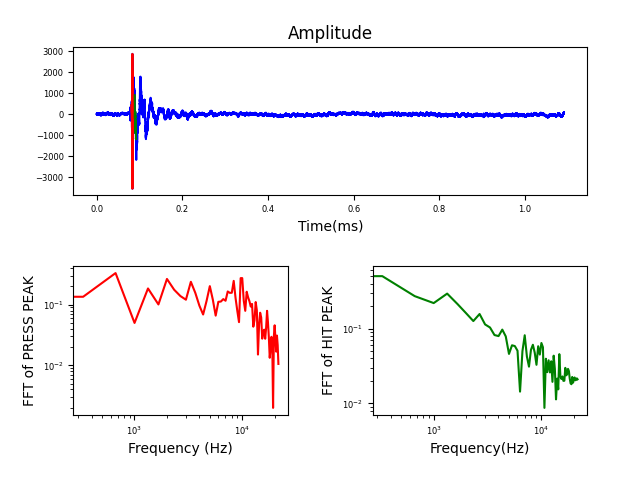 Amplitude
3000
2000
1000
0
−1000
−2000
−3000
0.0 0.2 0.4 0.6 0.8 1.0
Time(ms)
FFT of PRESS PEAK
10⁻¹
10⁻²
10³ 10⁴
Frequency (Hz)
FFT of HIT PEAK
10⁻¹
10⁻²
10³ 10⁴
Frequency(Hz)